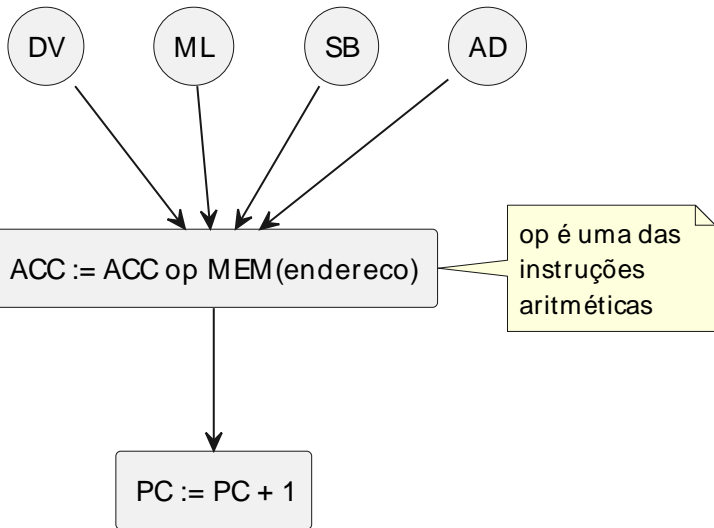 DV
ML
SB
AD
ACC := ACC op MEM(endereco)
op é uma das
instruções
aritméticas
PC := PC + 1